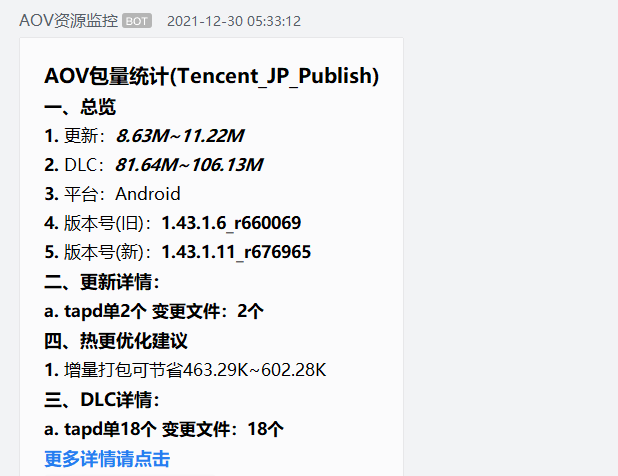 AOV资源监控 BOT 2021-12-30 05:33:12
AOV包量统计(Tencent_JP_Publish)
一、总览
1. 更新：8.63M~11.22M
2. DLC：81.64M~106.13M
3. 平台：Android
4. 版本号(旧)：1.43.1.6_r660069
5. 版本号(新)：1.43.1.11_r676965
二、更新详情：
a. tapd单2个 变更文件：2个
四、热更优化建议
1. 增量打包可节省463.29K~602.28K
三、DLC详情：
a. tapd单18个 变更文件：18个
更多详情请点击